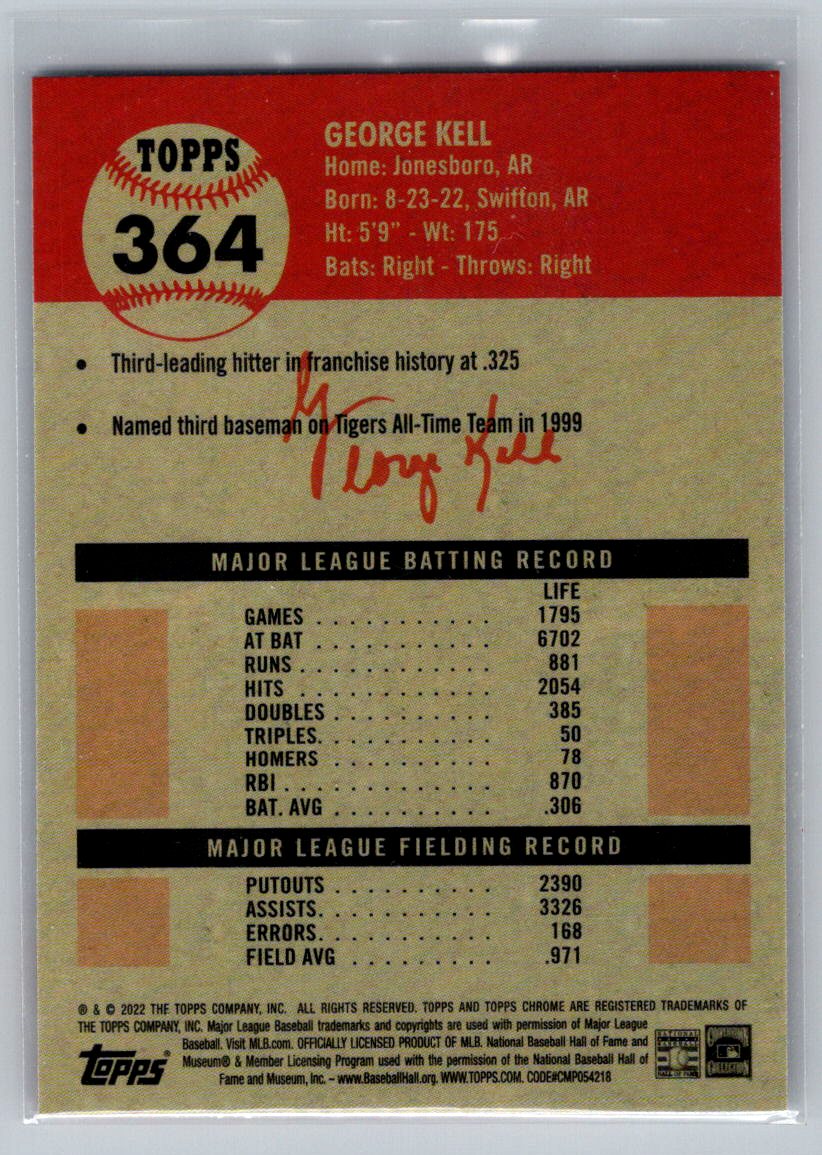 TOPPS
364
GEORGE KELL
Home: Jonesboro, AR
Born: 8-23-22, Swifton, AR
Ht: 5'9" - Wt: 175
Bats: Right - Throws: Right
• Third-leading hitter in franchise history at .325
• Named third baseman on Tigers All-Time Team in 1999
George Kell
MAJOR LEAGUE BATTING RECORD
LIFE
GAMES . . . . . . . . . . . 1795
AT BAT . . . . . . . . . . . 6702
RUNS . . . . . . . . . . . . 881
HITS . . . . . . . . . . . . 2054
DOUBLES . . . . . . . . . . 385
TRIPLES. . . . . . . . . . . 50
HOMERS . . . . . . . . . . 78
RBI . . . . . . . . . . . . . 870
BAT. AVG . . . . . . . . . . .306
MAJOR LEAGUE FIELDING RECORD
PUTOUTS . . . . . . . . . . 2390
ASSISTS. . . . . . . . . . . 3326
ERRORS. . . . . . . . . . . 168
FIELD AVG . . . . . . . . . .971
® & © 2022 THE TOPPS COMPANY, INC. ALL RIGHTS RESERVED. TOPPS AND TOPPS CHROME ARE REGISTERED TRADEMARKS OF
THE TOPPS COMPANY, INC. Major League Baseball trademarks and copyrights are used with permission of Major League
Baseball. Visit MLB.com. OFFICIALLY LICENSED PRODUCT OF MLB. National Baseball Hall of Fame and
Museum® & Member Licensing Program used with the permission of the National Baseball Hall of
Fame and Museum, Inc. – www.BaseballHall.org. WWW.TOPPS.COM. CODE#CMP054218
Topps®
NATIONAL
BASEBALL
HALL OF FAME
COOPERSTOWN
COLLECTION